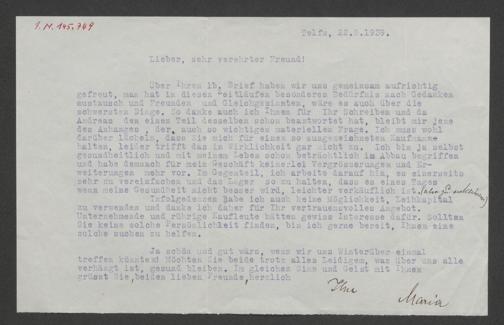 I.N. 145.749
Telfs, 22.8.1939.
Lieber, sehr verehrter Freund!
Über Ihren lb. Brief haben wir uns gemeinsam aufrichtig
gefreut, man hat in diesen Zeitläufen besonderes Bedürfnis nach Gedanken
austausch und Freunden und Gleichgesinnten, wäre es auch über die
schwersten Dinge. So danke auch ich Ihnen für Ihr Schreiben und da
Andreas den einen Teil desselben schon beantwortet hat, bleibt mir jene
des Anhanges, der auch so wichtigen materiellen Frage. Ich muss wohl
darüber lächeln, dass Sie mich für einen so ausgezeichneten Kaufmann
halten, leider trifft das in Wirklichkeit gar nicht zu. Ich bin ja selbst
gesundheitlich und mit meinem Leben schon beträchtlich im Abbau begriffen
und habe demnach für mein Geschäft keinerlei Vergrösserungen und Er-
weiterungen mehr vor. Im Gegenteil, ich arbeite darauf hin, es einerseits
sehr zu vereinfachen und das Lager so zu halten, dass es eines Tages
wenn meine Gesundheit nicht besser wird, leichter verkäuflich ist.
Infolgedessen habe ich auch keine Möglichkeit, Leihkapital
zu verwenden und danke ich daher für Ihr vertrauensvolles Angebot.
Unternehmende und rührige Kaufleute hätten gewiss Interesse dafür. Sollten
Sie keine solche Persönlichkeit finden, bin ich gerne bereit, Ihnen eine
solche suchen zu helfen.
Ja schön und gut wärs, wenn wir uns Winterüber einmal
treffen könnten! Möchten Sie beide trotz alles Leidigem, was über uns alle
verhängt ist, gesund bleiben. Im gleichen Sinn und Geist mit Ihnen
grüsst Sie, beiden lieben Freunde, herzlich
Ihre
Maria